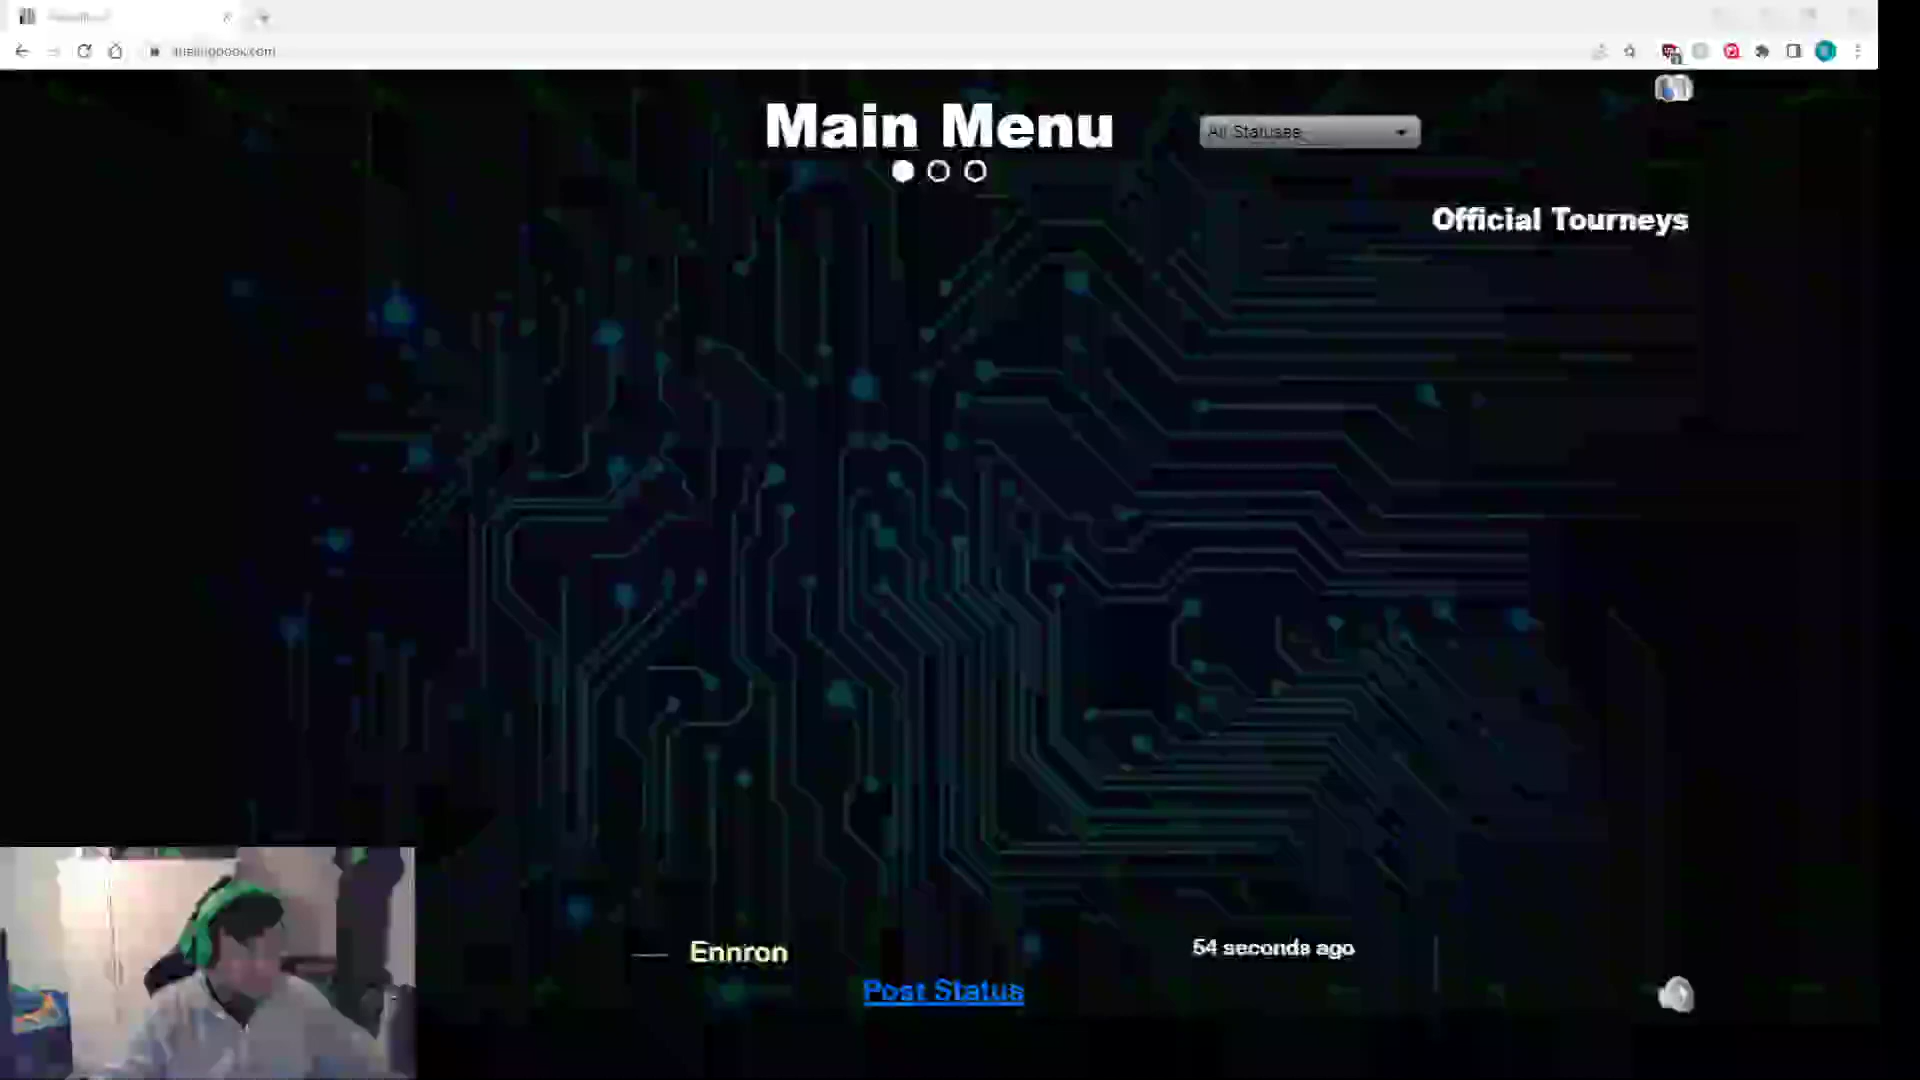 Main Menu
All Statuses
Official Tourneys
Ennron
54 seconds ago
Post Status